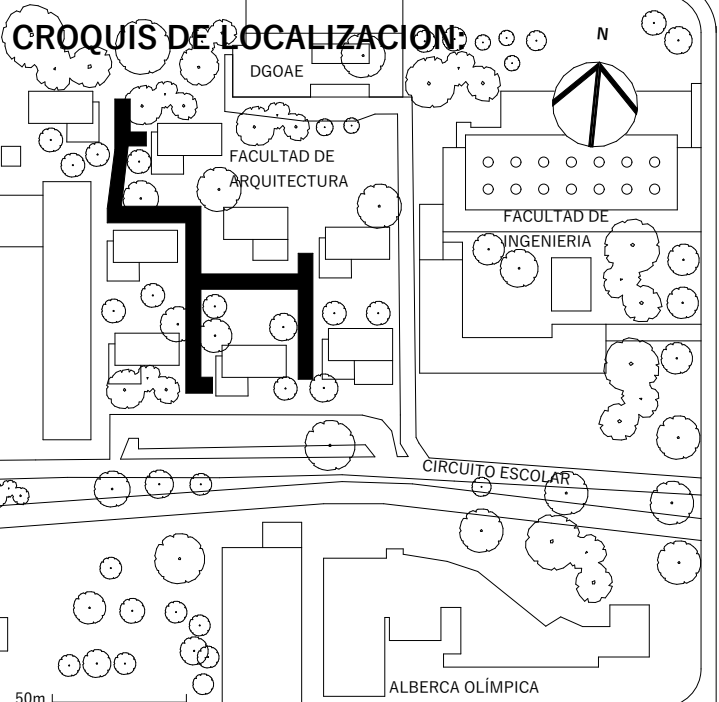 CROQUIS DE LOCALIZACION:
N
DGOAE
FACULTAD DE
ARQUITECTURA
FACULTAD DE
INGENIERIA
CIRCUITO ESCOLAR
ALBERCA OLÍMPICA
50m